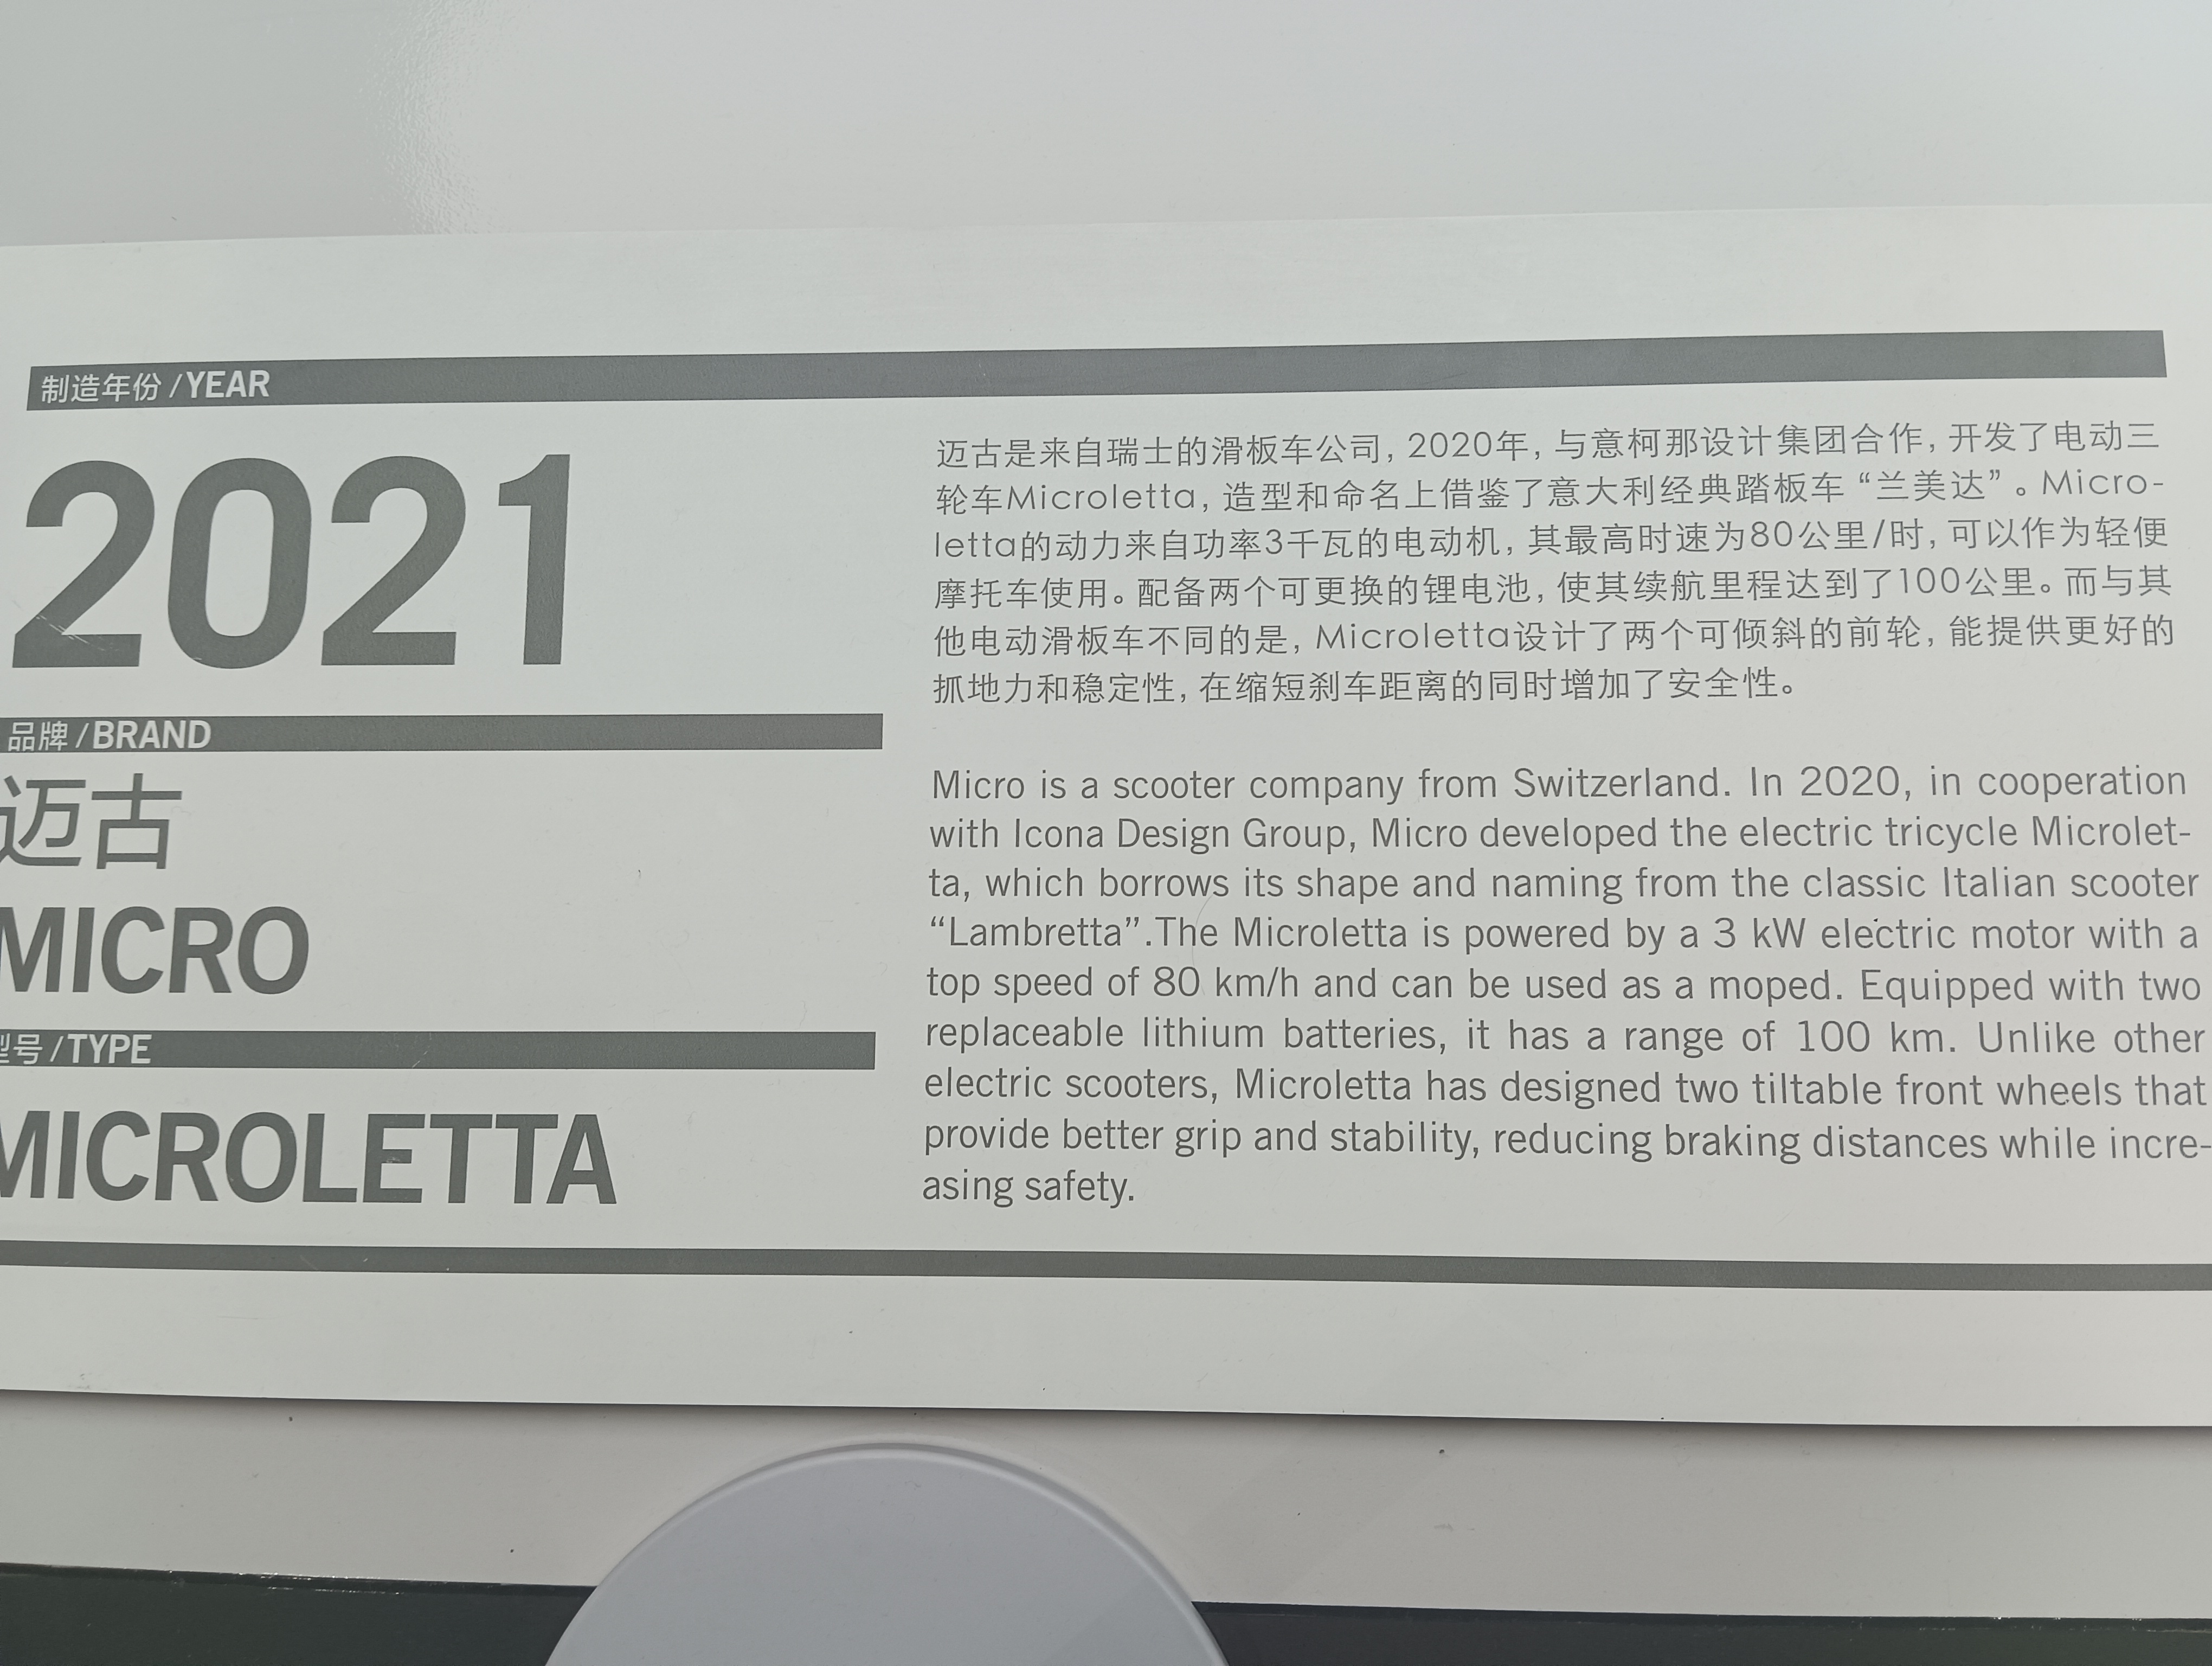 制造年份/YEAR
2021
品牌/BRAND
迈古
MICRO
型号/TYPE
MICROLETTA
迈古是来自瑞士的滑板车公司, 2020年, 与意柯那设计集团合作, 开发了电动三
轮车Microletta, 造型和命名上借鉴了意大利经典踏板车“兰美达”。Micro-
letta的动力来自功率3千瓦的电动机, 其最高时速为80公里/时, 可以作为轻便
摩托车使用。配备两个可更换的锂电池, 使其续航里程达到了100公里。而与其
他电动滑板车不同的是, Microletta设计了两个可倾斜的前轮, 能提供更好的
抓地力和稳定性, 在缩短刹车距离的同时增加了安全性。
Micro is a scooter company from Switzerland. In 2020, in cooperation
with Icona Design Group, Micro developed the electric tricycle Microlet-
ta, which borrows its shape and naming from the classic Italian scooter
“Lambretta”.The Microletta is powered by a 3 kW electric motor with a
top speed of 80 km/h and can be used as a moped. Equipped with two
replaceable lithium batteries, it has a range of 100 km. Unlike other
electric scooters, Microletta has designed two tiltable front wheels that
provide better grip and stability, reducing braking distances while incre-
asing safety.